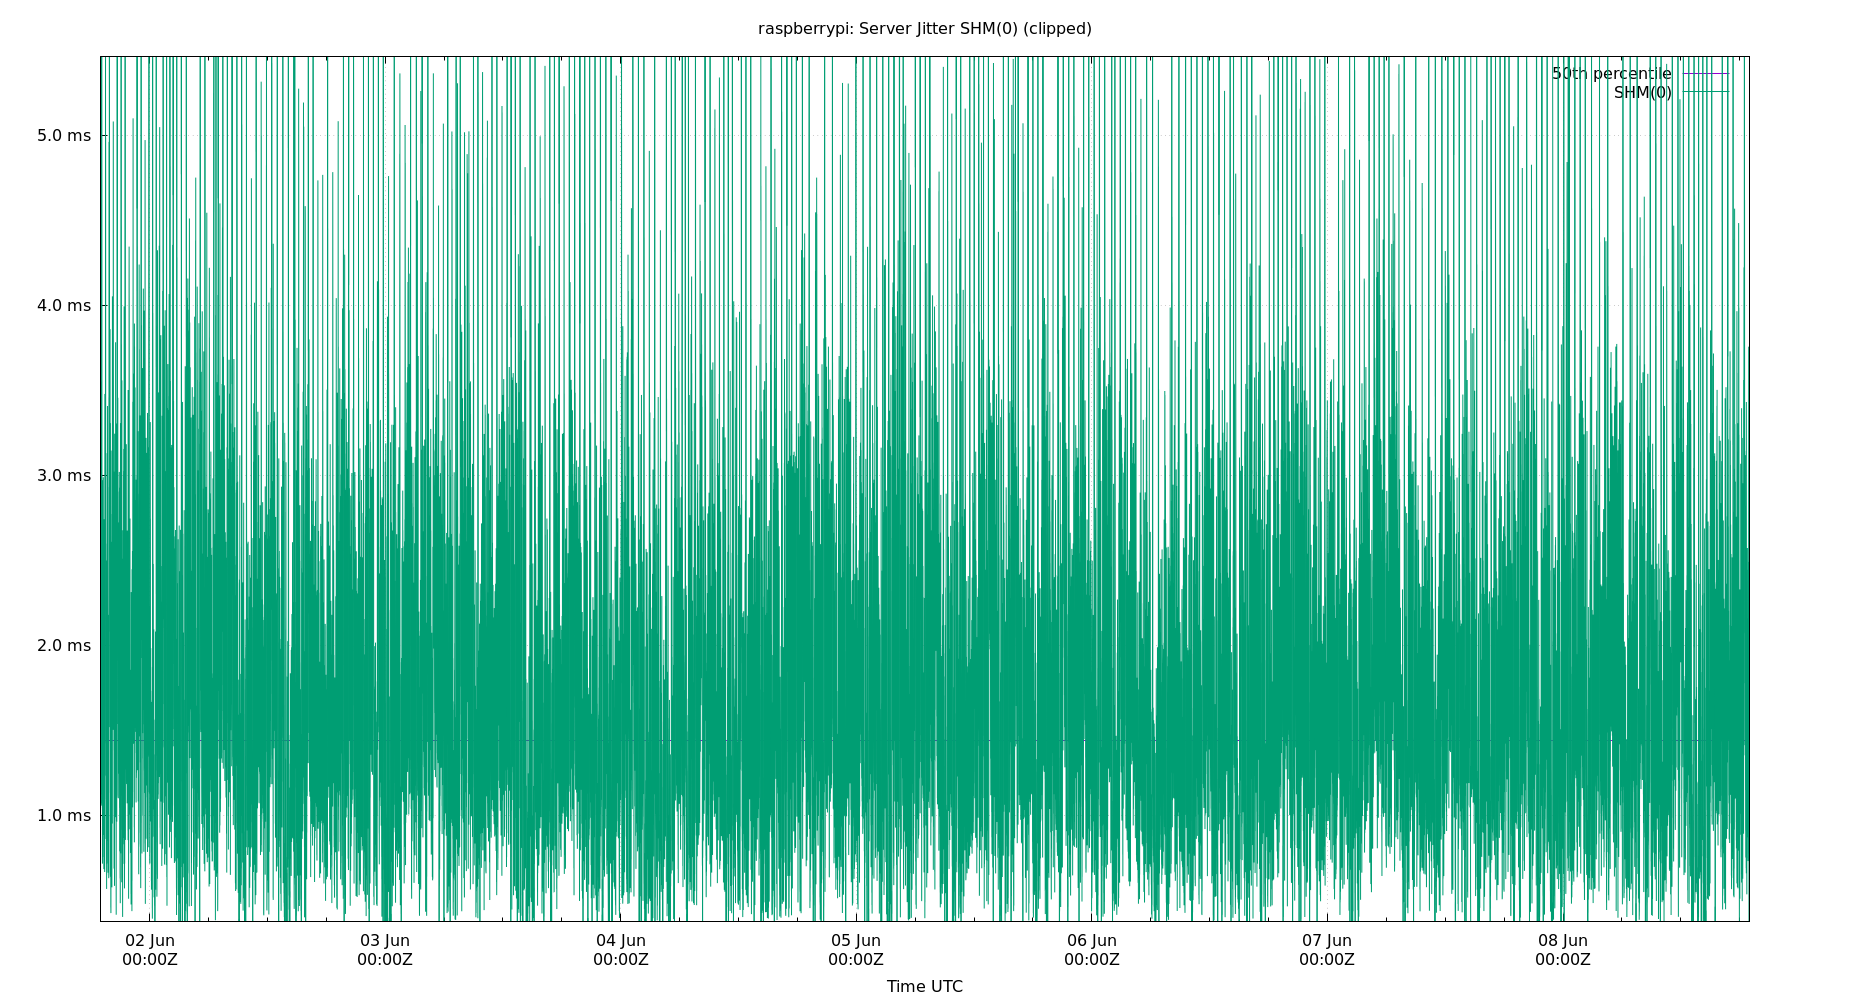 raspberrypi: Server Jitter SHM(0) (clipped)
50th percentile
SHM(0)
5.0 ms
4.0 ms
3.0 ms
2.0 ms
1.0 ms
02 Jun 03 Jun 04 Jun 05 Jun 06 Jun 07 Jun 08 Jun
00:00Z 00:00Z 00:00Z 00:00Z 00:00Z 00:00Z 00:00Z
Time UTC